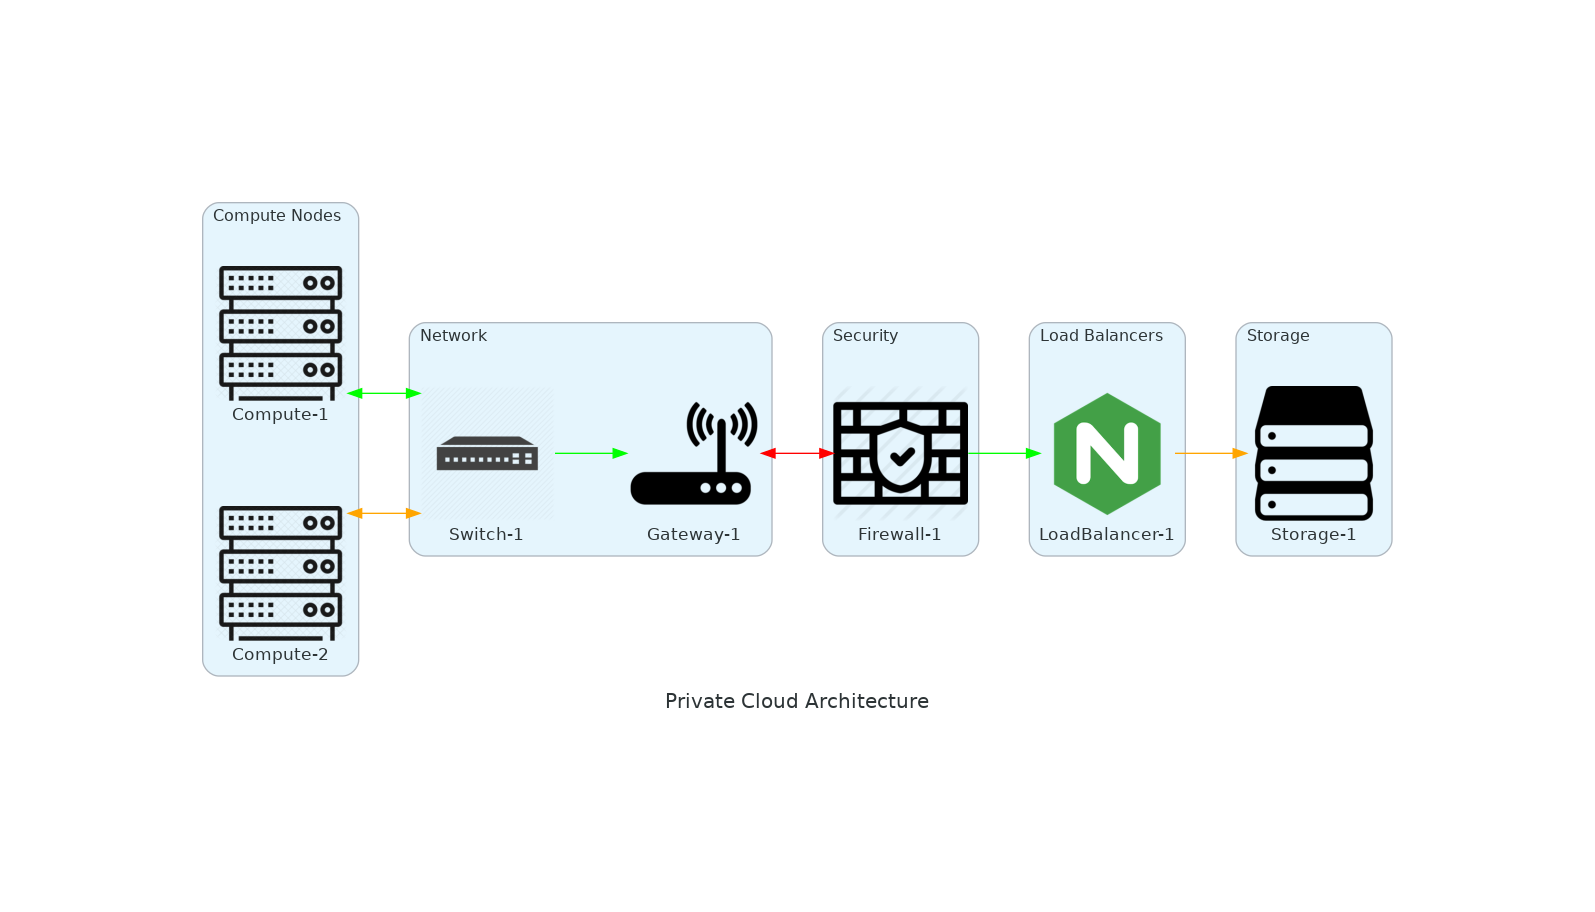 Compute Nodes
Compute-1
Compute-2
Network
Switch-1
Gateway-1
Security
Firewall-1
Load Balancers
N
LoadBalancer-1
Storage
Storage-1
Private Cloud Architecture